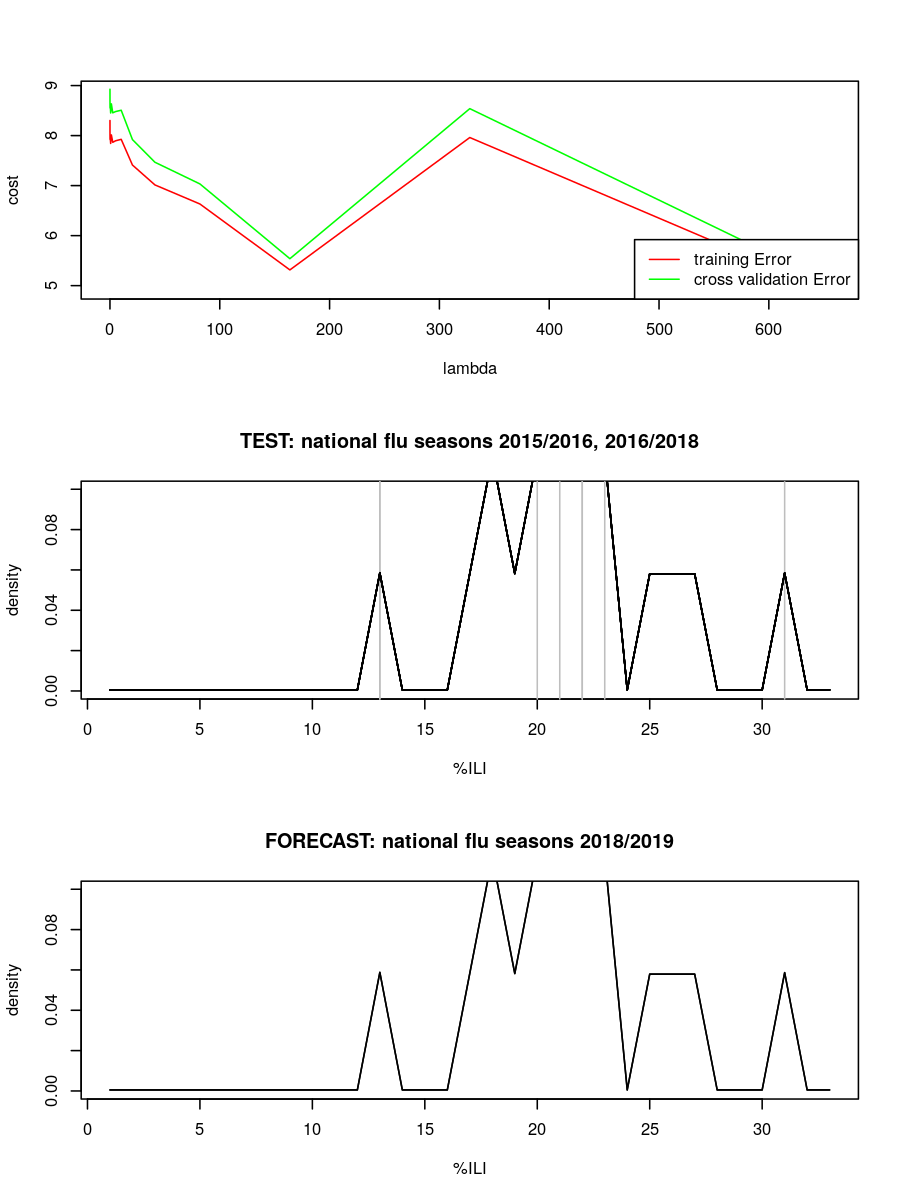 cost
9
8
7
6
5
training Error
cross validation Error
0 100 200 300 400 500 600
lambda
TEST: national flu seasons 2015/2016, 2016/2018
density
0.08
0.04
0.00
0 5 10 15 20 25 30
%ILI
FORECAST: national flu seasons 2018/2019
density
0.08
0.04
0.00
0 5 10 15 20 25 30
%ILI